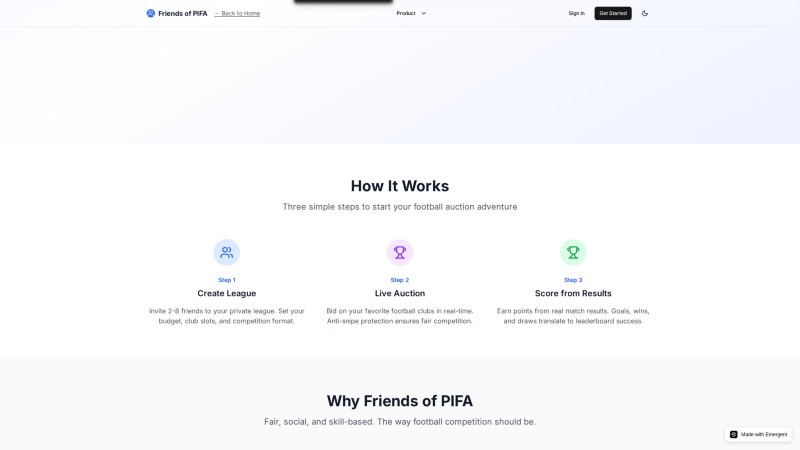 Friends of PIFA
← Back to Home
Product
Sign In
Get Started
How It Works
Three simple steps to start your football auction adventure
Step 1
Create League
Invite 2-8 friends to your private league. Set your
budget, club slots, and competition format.
Step 2
Live Auction
Bid on your favorite football clubs in real-time.
Anti-snipe protection ensures fair competition.
Step 3
Score from Results
Earn points from real match results. Goals, wins,
and draws translate to leaderboard success.
Why Friends of PIFA
Fair, social, and skill-based. The way football competition should be.
Made with Emergent